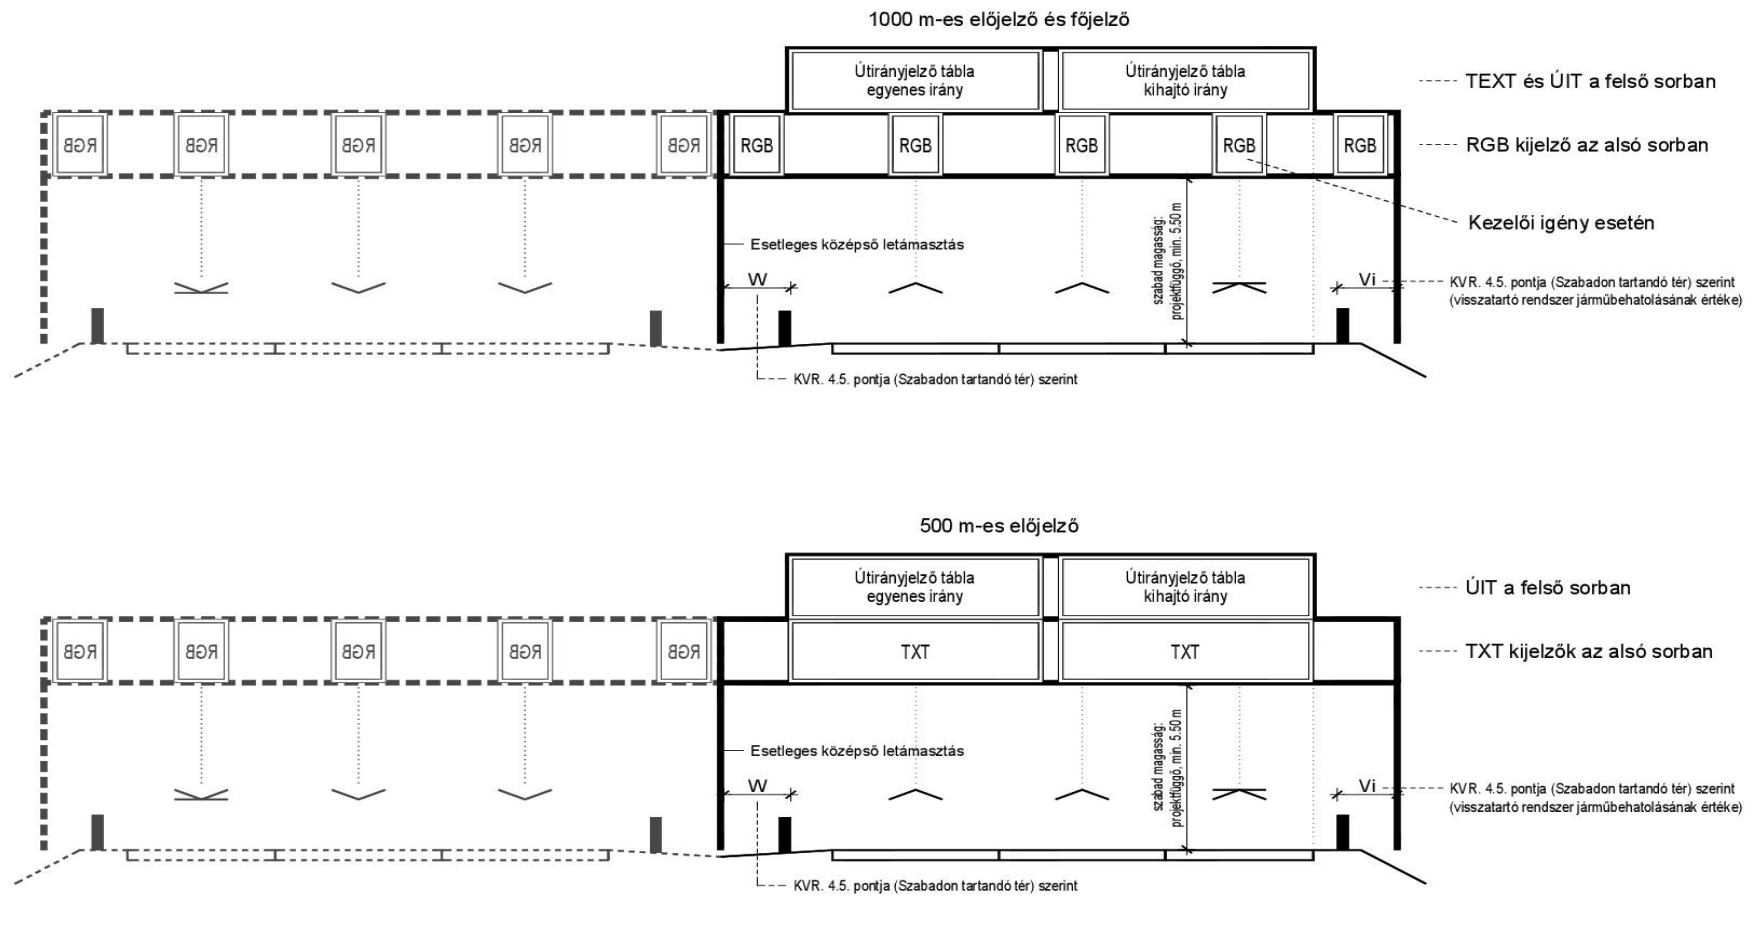 1000 m-es előjelző és főjelző
Útirányjelző tábla
egyenes irány
Útirányjelző tábla
kihajtó irány
TEXT és ÚIT a felső sorban
RGB RGB RGB RGB RGB RGB RGB RGB RGB RGB
RGB kijelző az alsó sorban
Kezelői igény esetén
szabad magasság:
projektfüggő, min. 5.50 m
Esetleges középső letámasztás
W
Vi
KVR. 4.5. pontja (Szabadon tartandó tér) szerint
(visszatartó rendszer járműbehatolásának értéke)
KVR. 4.5. pontja (Szabadon tartandó tér) szerint
500 m-es előjelző
Útirányjelző tábla
egyenes irány
Útirányjelző tábla
kihajtó irány
ÚIT a felső sorban
RGB RGB RGB RGB RGB TXT TXT
TXT kijelzők az alsó sorban
szabad magasság:
projektfüggő, min. 5.50 m
Esetleges középső letámasztás
W
Vi
KVR. 4.5. pontja (Szabadon tartandó tér) szerint
(visszatartó rendszer járműbehatolásának értéke)
KVR. 4.5. pontja (Szabadon tartandó tér) szerint